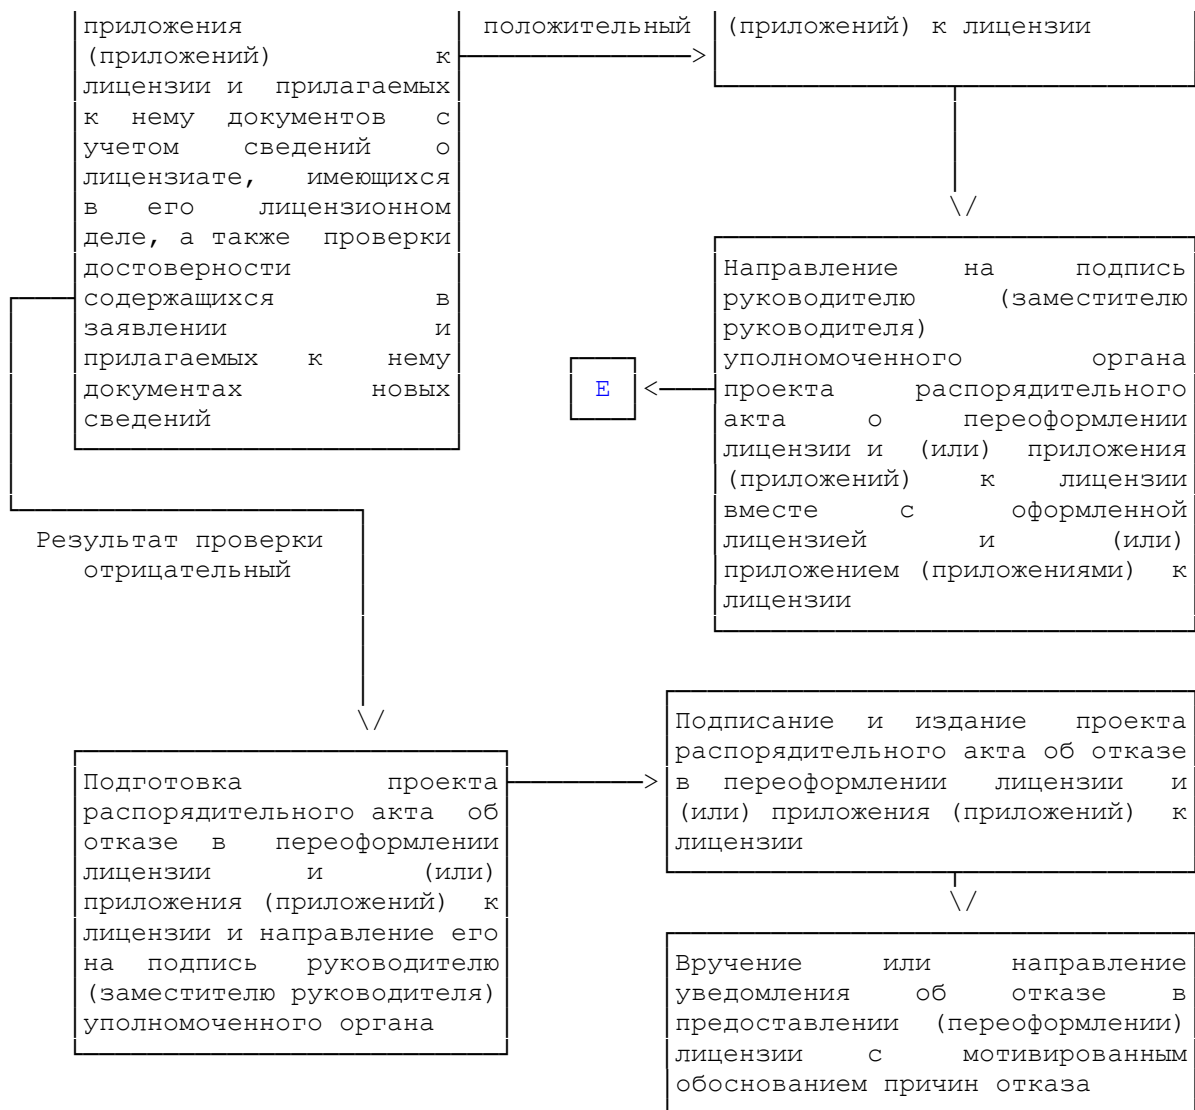 приложения
(приложений) к
лицензии и прилагаемых
к нему документов с
учетом сведений о
лицензиате, имеющихся
в его лицензионном
деле, а также проверки
достоверности
содержащихся в
заявлении и
прилагаемых к нему
документах новых
сведений
положительный
(приложений) к лицензии
Направление на подпись
руководителю (заместителю
руководителя)
уполномоченного органа
проекта распорядительного
акта о переоформлении
лицензии и (или) приложения
(приложений) к лицензии
вместе с оформленной
лицензией и (или)
приложением (приложениями) к
лицензии
Е
Результат проверки
отрицательный
Подготовка проекта
распорядительного акта об
отказе в переоформлении
лицензии и (или)
приложения (приложений) к
лицензии и направление его
на подпись руководителю
(заместителю руководителя)
уполномоченного органа
Подписание и издание проекта
распорядительного акта об отказе
в переоформлении лицензии и
(или) приложения (приложений) к
лицензии
Вручение или направление
уведомления об отказе в
предоставлении (переоформлении)
лицензии с мотивированным
обоснованием причин отказа